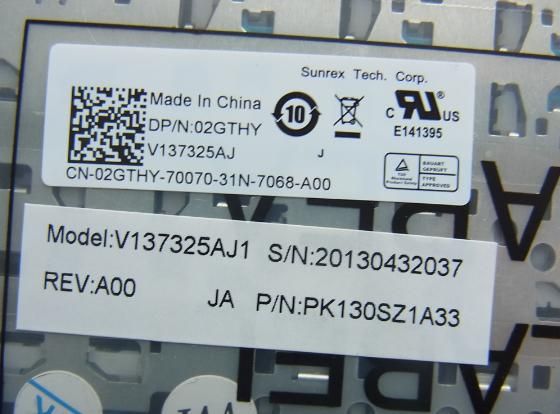 Sunrex Tech. Corp.
Made In China
DP/N:02GTHY
V137325AJ J
CN-02GTHY-70070-31N-7068-A00
10
C US
E141395
BAUART
GEPRUFT
TYPE
APPROVED
Model:V137325AJ1 S/N:20130432037
REV:A00 JA P/N:PK130SZ1A33